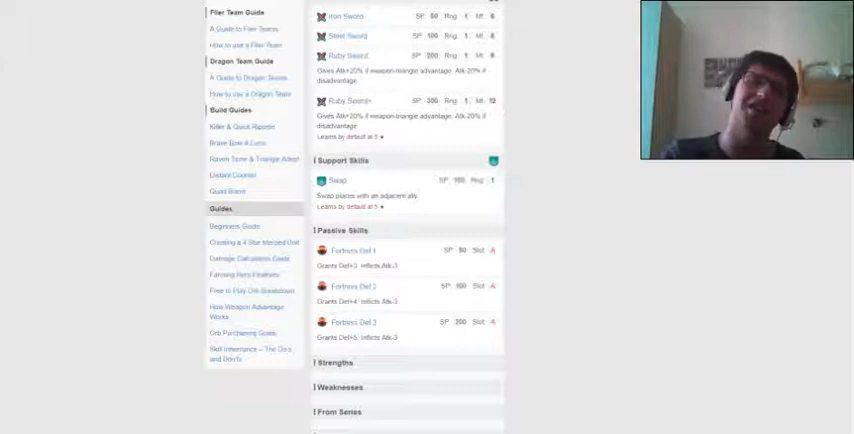 Flier Team Guide
A Guide to Flier Teams
How to use a Flier Team
Dragon Team Guide
A Guide to Dragon Teams
How to use a Dragon Team
Build Guides
Killer & Quick Riposte
Brave Bow A Lons
Raven Tome & Triangle Adept
Distant Counter
Quad Brave
Guides
Beginners Guide
Creating a 4 Star Merged Unit
Damage Calculations Guide
Farming Hero Feathers
Free to Play Orb Breakdown
How Weapon Advantage
Works
Orb Purchasing Guide
Skill Inheritance – The Do's
and Don'ts
Iron Sword SP 50 Rng 1 Mt 6
Steel Sword SP 100 Rng 1 Mt 8
Ruby Sword SP 200 Rng 1 Mt 8
Gives Atk+20% if weapon-triangle advantage, Atk-20% if
disadvantage.
Ruby Sword+ SP 300 Rng 1 Mt 12
Gives Atk+20% if weapon-triangle advantage, Atk-20% if
disadvantage.
Learns by default at 5 ★
Support Skills
Swap SP 150 Rng 1
Swap places with an adjacent ally.
Learns by default at 5 ★
Passive Skills
Fortress Def 1 SP 50 Slot A
Grants Def+3. Inflicts Atk-3
Fortress Def 2 SP 100 Slot A
Grants Def+4. Inflicts Atk-3
Fortress Def 3 SP 200 Slot A
Grants Def+5. Inflicts Atk-3
Strengths
Weaknesses
From Series